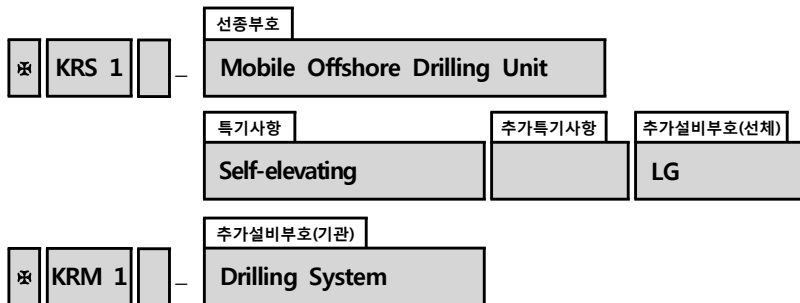 선종부호
✠ KRS 1 – Mobile Offshore Drilling Unit
특기사항 추가특기사항 추가설비부호(선체)
Self-elevating LG
추가설비부호(기관)
✠ KRM 1 – Drilling System